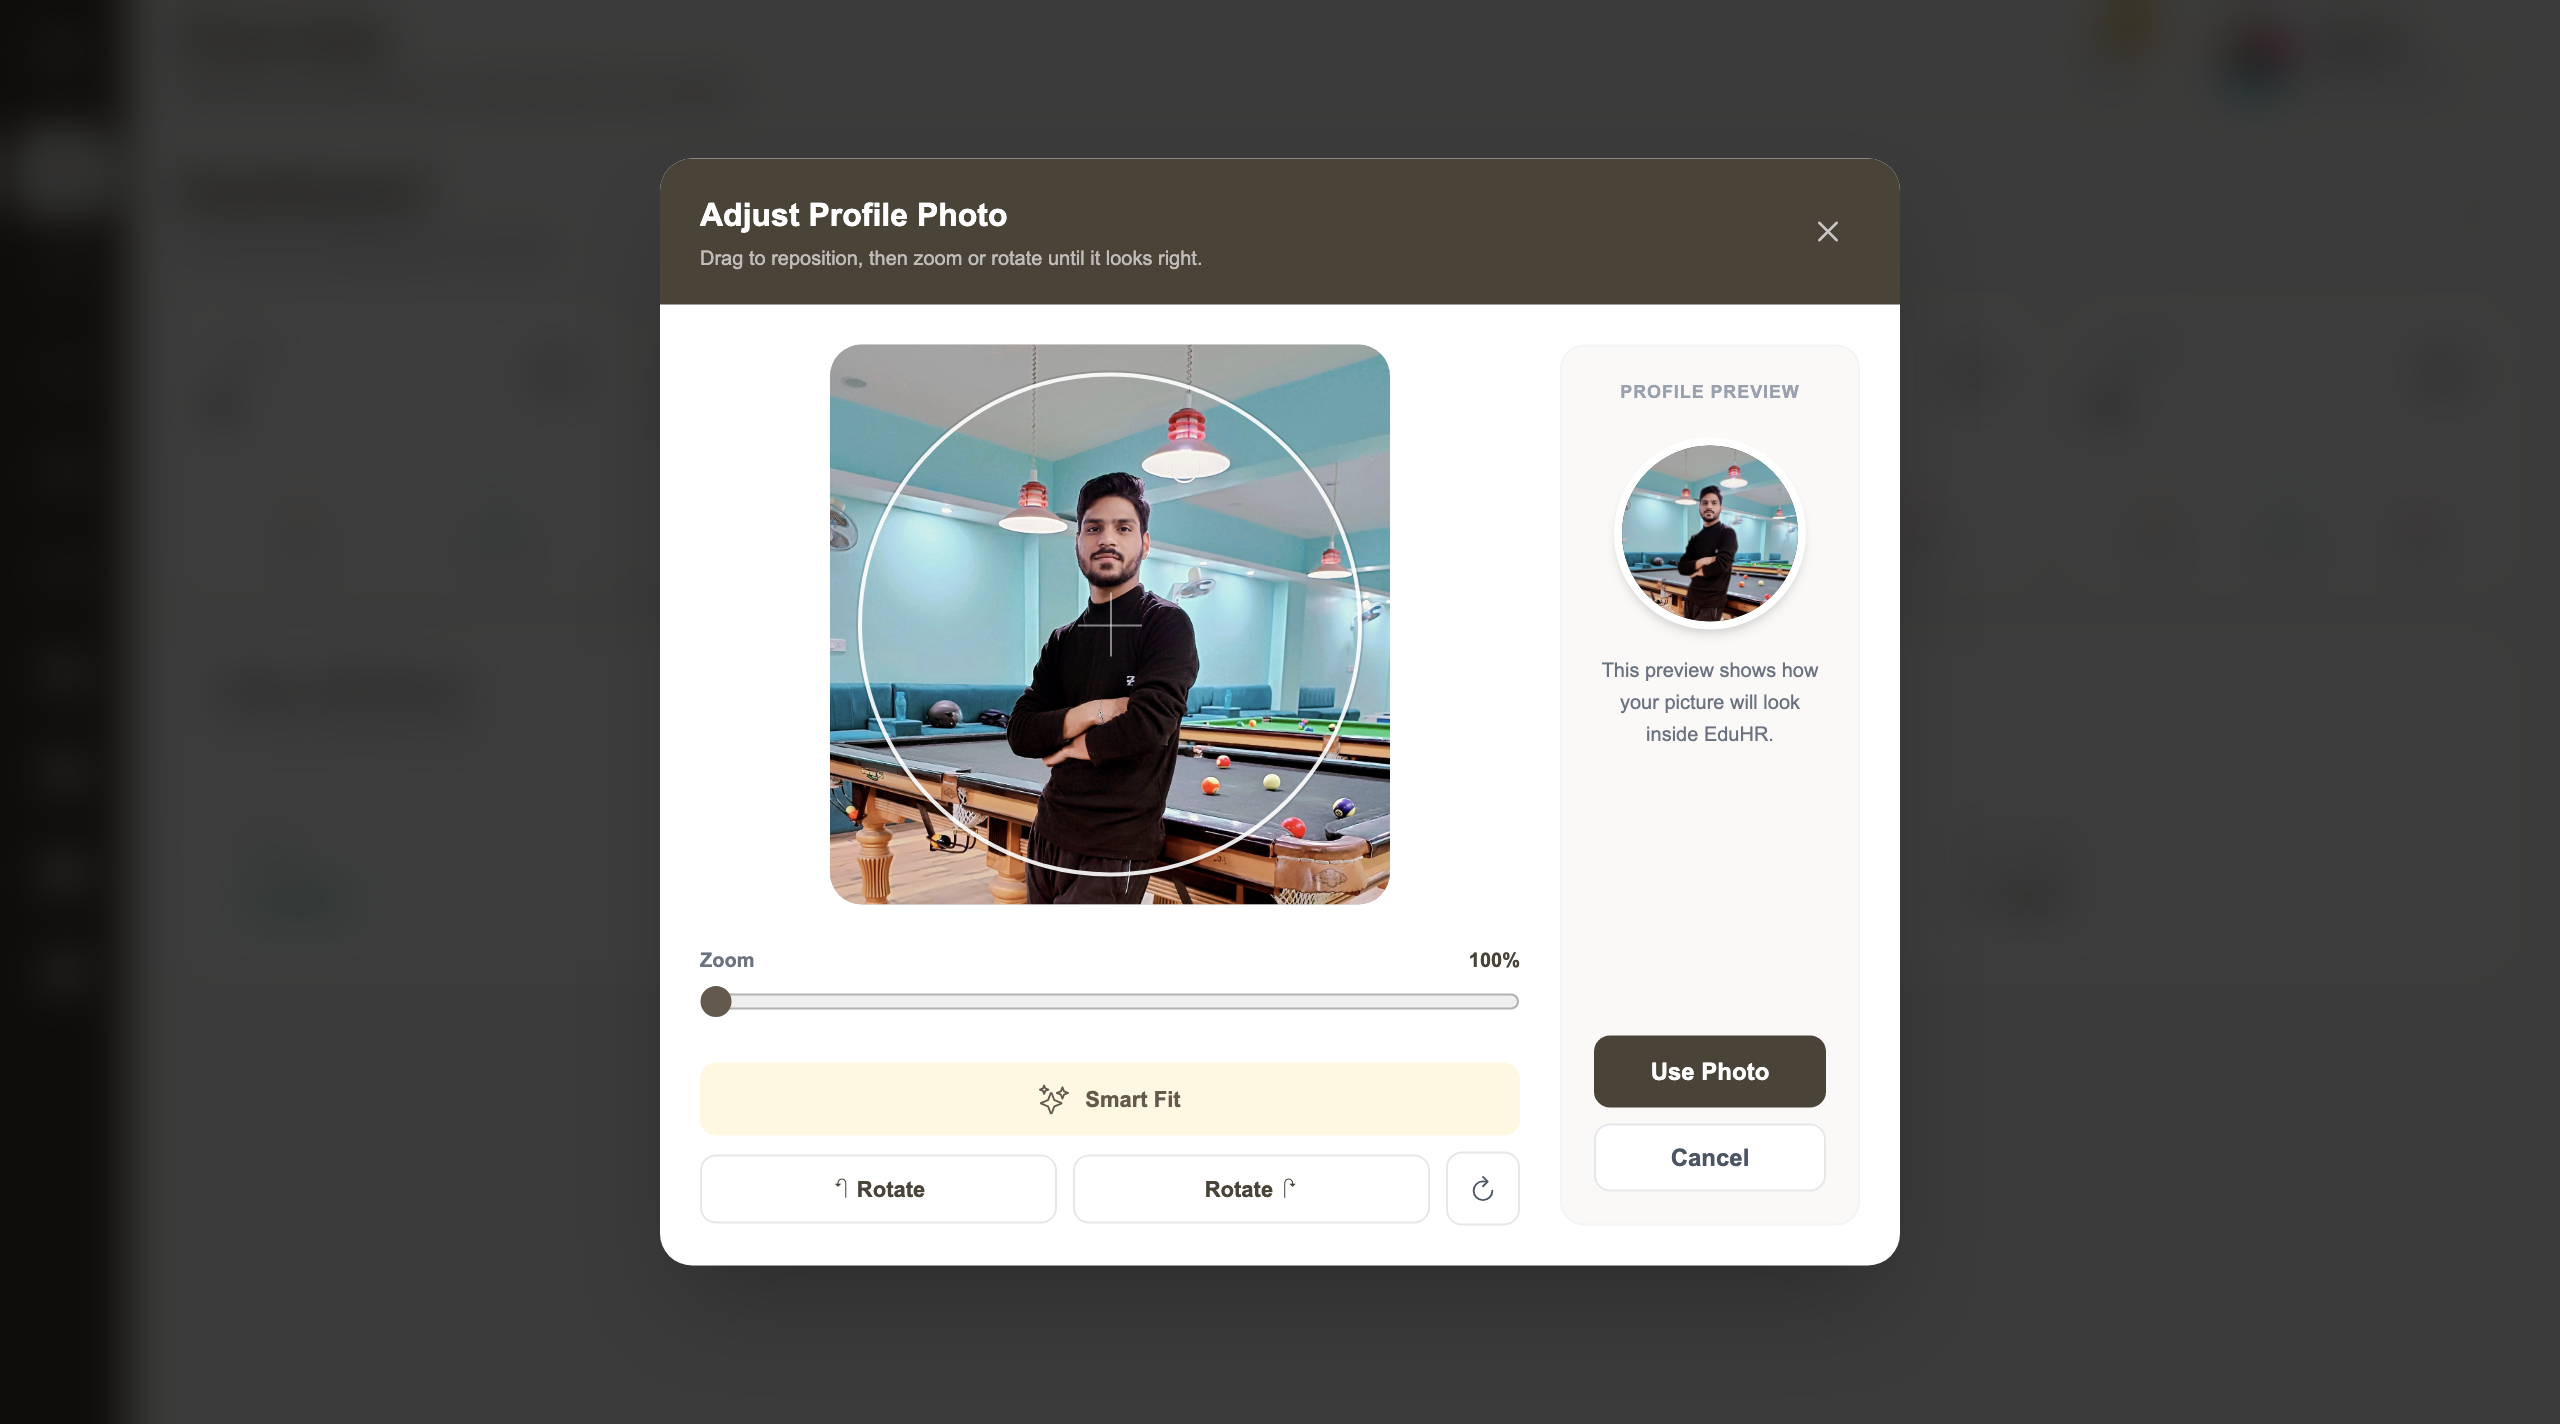 Adjust Profile Photo
Drag to reposition, then zoom or rotate until it looks right.
PROFILE PREVIEW
This preview shows how
your picture will look
inside EduHR.
Zoom
100%
Smart Fit
Rotate
Rotate
Use Photo
Cancel